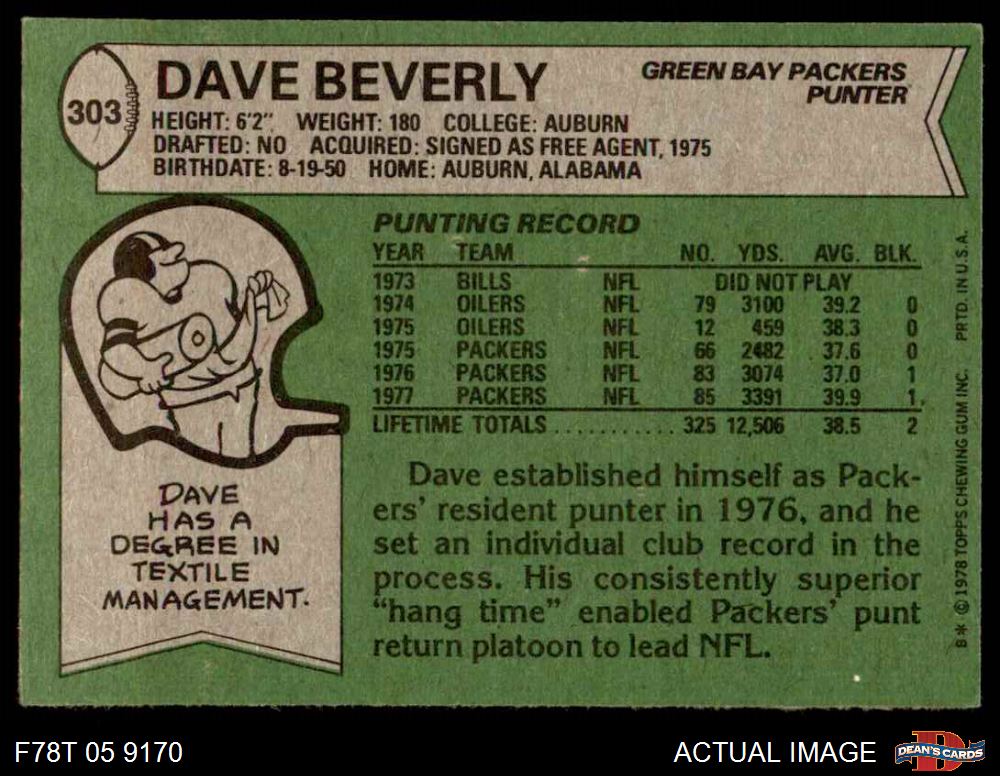 303
DAVE BEVERLY
GREEN BAY PACKERS
PUNTER
HEIGHT: 6'2" WEIGHT: 180 COLLEGE: AUBURN
DRAFTED: NO ACQUIRED: SIGNED AS FREE AGENT, 1975
BIRTHDATE: 8-19-50 HOME: AUBURN, ALABAMA
PUNTING RECORD
YEAR TEAM NO. YDS. AVG. BLK.
1973 BILLS NFL DID NOT PLAY
1974 OILERS NFL 79 3100 39.2 0
1975 OILERS NFL 12 459 38.3 0
1975 PACKERS NFL 66 2482 37.6 0
1976 PACKERS NFL 83 3074 37.0 1
1977 PACKERS NFL 85 3391 39.9 1
LIFETIME TOTALS ........... 325 12,506 38.5 2
DAVE
HAS A
DEGREE IN
TEXTILE
MANAGEMENT.
Dave established himself as Pack-
ers' resident punter in 1976, and he
set an individual club record in the
process. His consistently superior
"hang time" enabled Packers' punt
return platoon to lead NFL.
B* © 1978 TOPPS CHEWING GUM INC. PRTD. IN U.S.A.
F78T 05 9170
ACTUAL IMAGE
DEAN'S CARDS